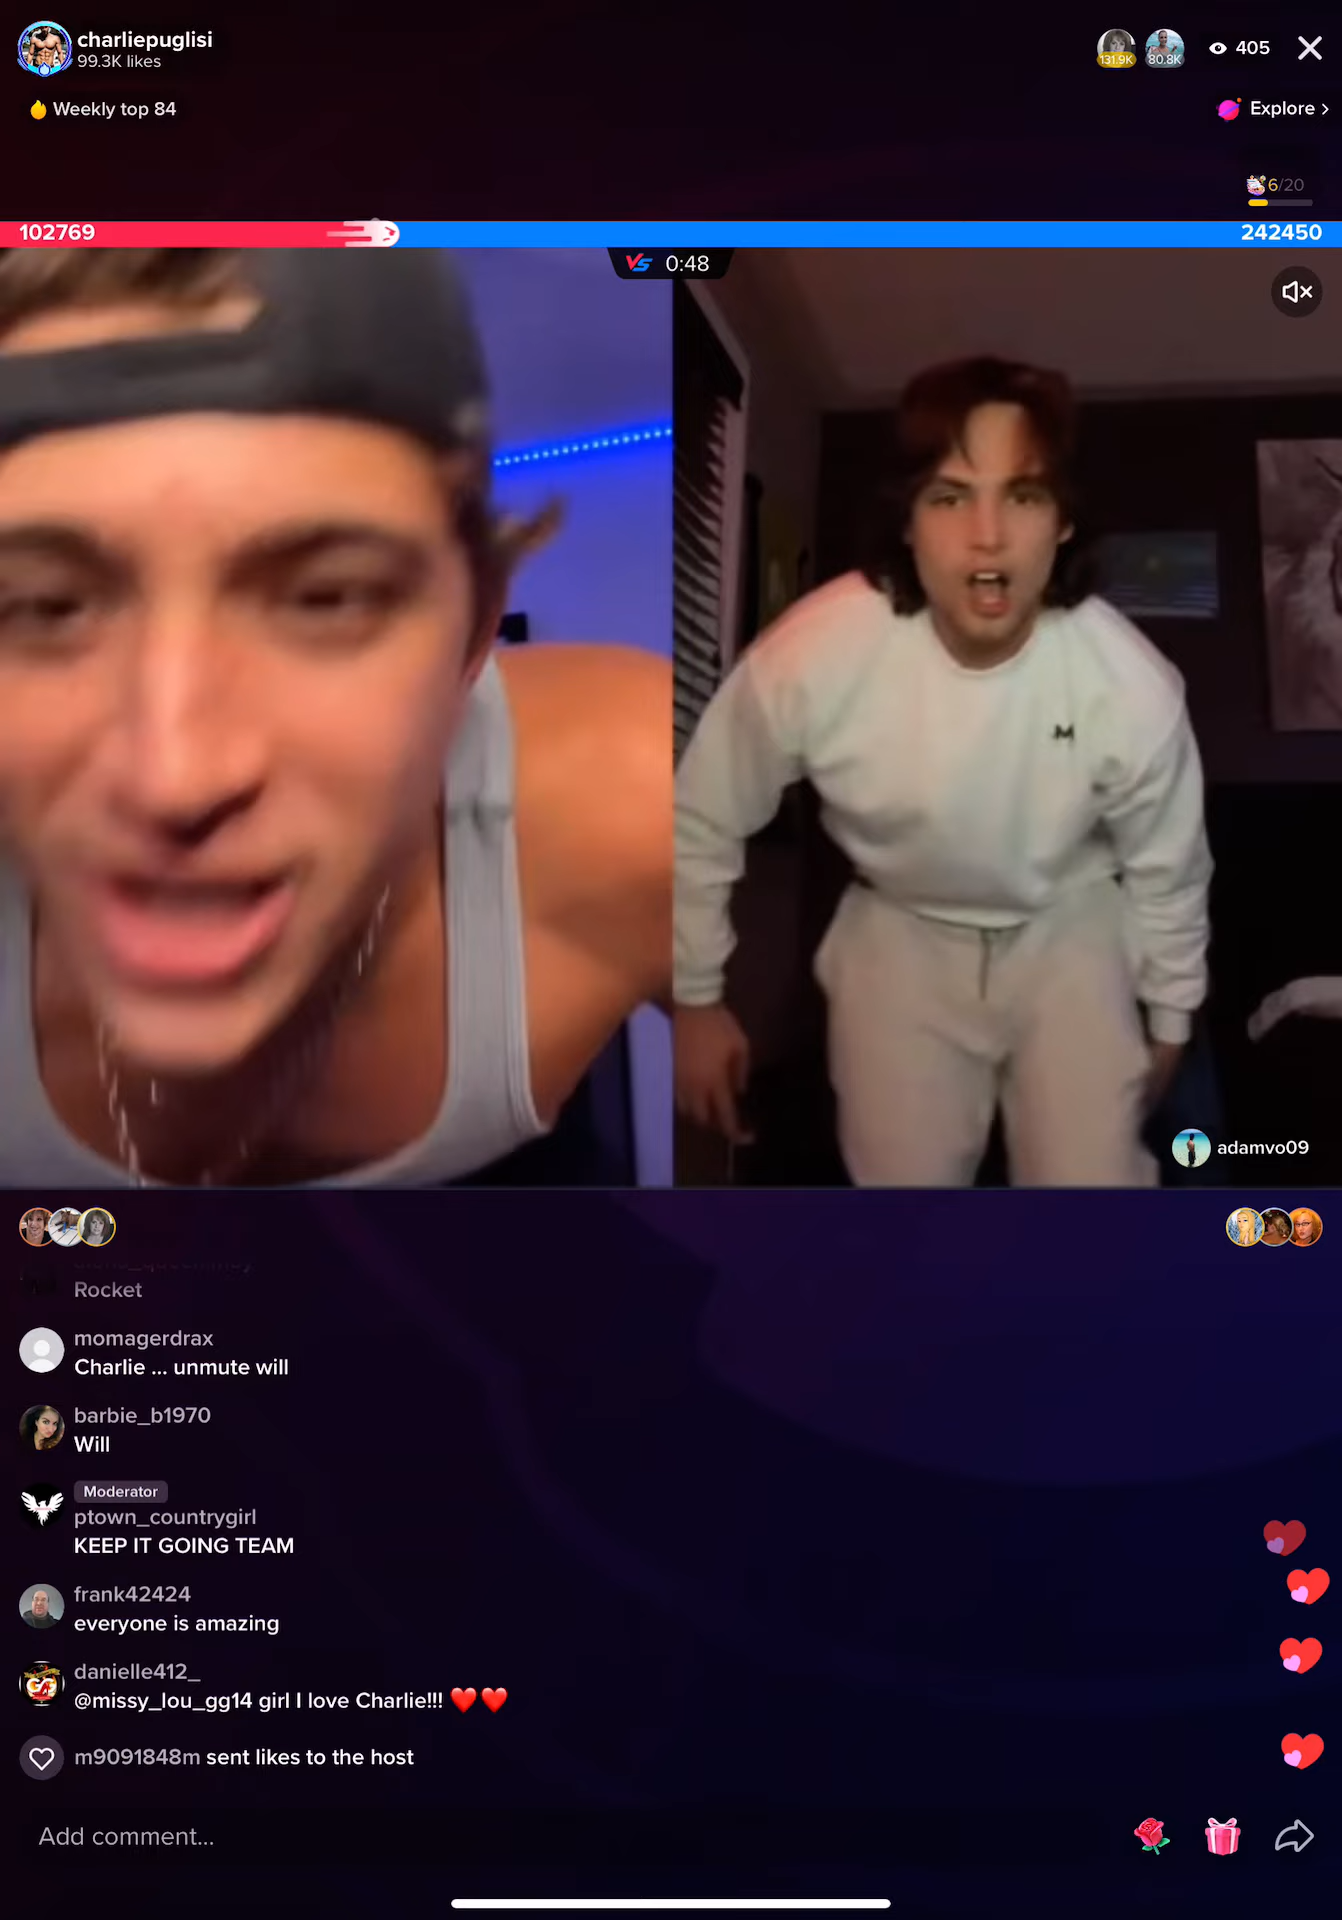 charliepuglisi
99.3K likes
131.9K
80.8K
405
Weekly top 84
Explore >
6/20
102769
242450
VS 0:48
M
adamvo09
Rocket
momagerdrax
Charlie ... unmute will
barbie_b1970
Will
Moderator
ptown_countrygirl
KEEP IT GOING TEAM
frank42424
everyone is amazing
danielle412_
@missy_lou_gg14 girl I love Charlie!!! ❤️❤️
m9091848m sent likes to the host
Add comment...